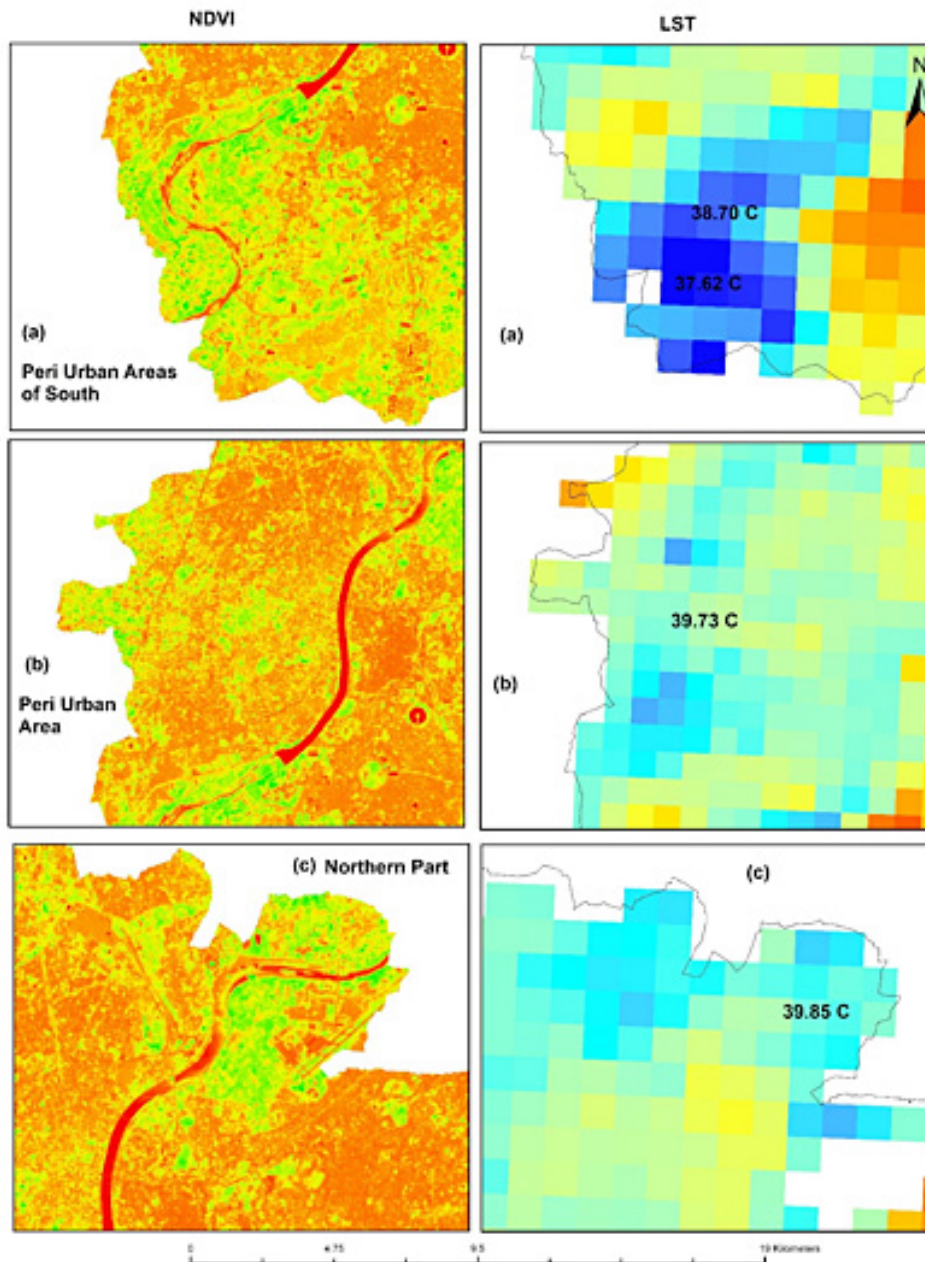 NDVI
LST
N
38.70 C
37.62 C
(a)
Peri Urban Areas
of South
(a)
39.73 C
(b)
Peri Urban
Area
(b)
(c) Northern Part
(c)
39.85 C
0 4.75 9.5 19 Kilometers